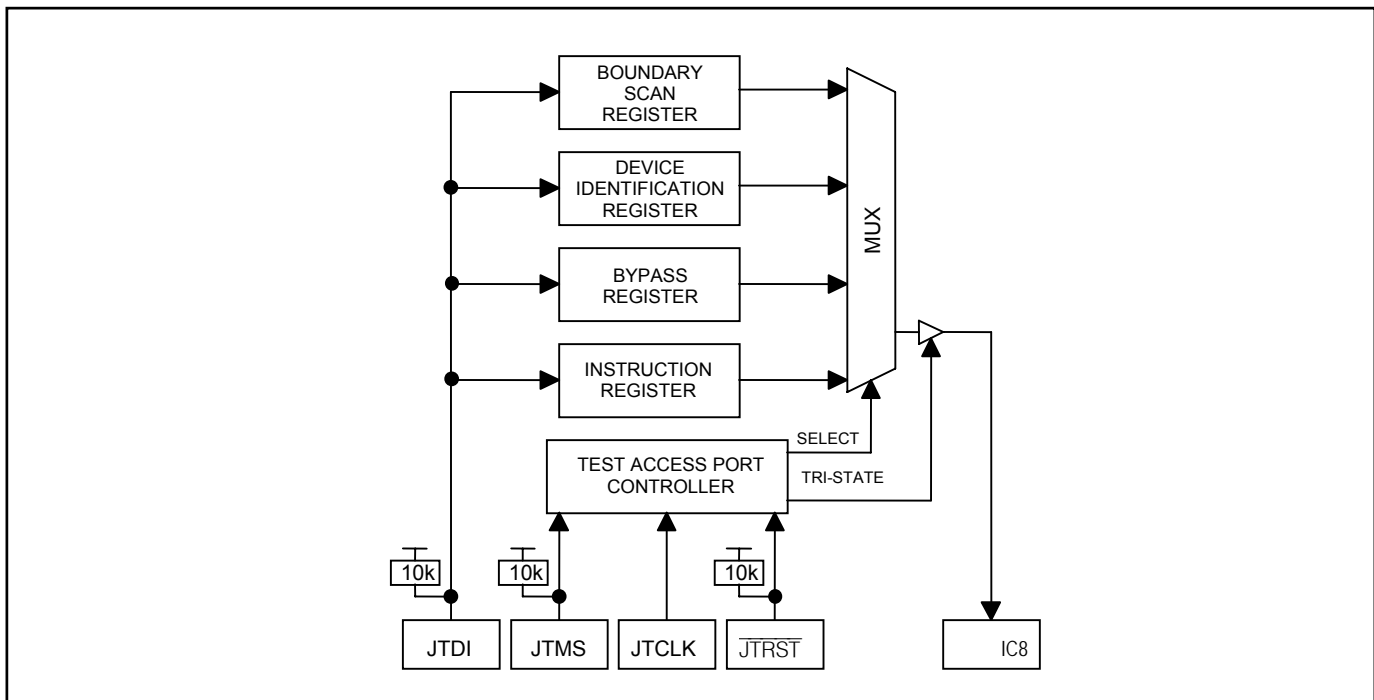 BOUNDARY
SCAN
REGISTER
DEVICE
IDENTIFICATION
REGISTER
BYPASS
REGISTER
INSTRUCTION
REGISTER
MUX
SELECT
TEST ACCESS PORT
CONTROLLER
TRI-STATE
10k
10k
10k
JTDI
JTMS
JTCLK
JTRST
IC8